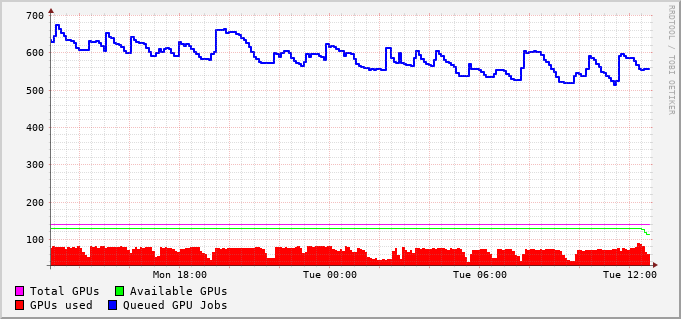 700
600
500
400
300
200
100
Mon 18:00 Tue 00:00 Tue 06:00 Tue 12:00
Total GPUs Available GPUs
GPUs used Queued GPU Jobs
RRDTOOL / TOBI OETIKER